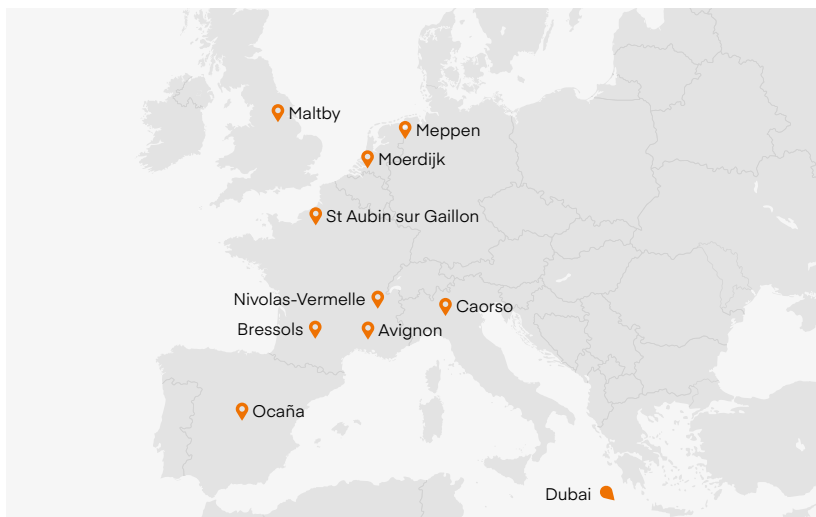 Maltby
Meppen
Moerdijk
St Aubin sur Gaillon
Nivolas-Vermelle
Caorso
Bressols
Avignon
Ocaña
Dubai